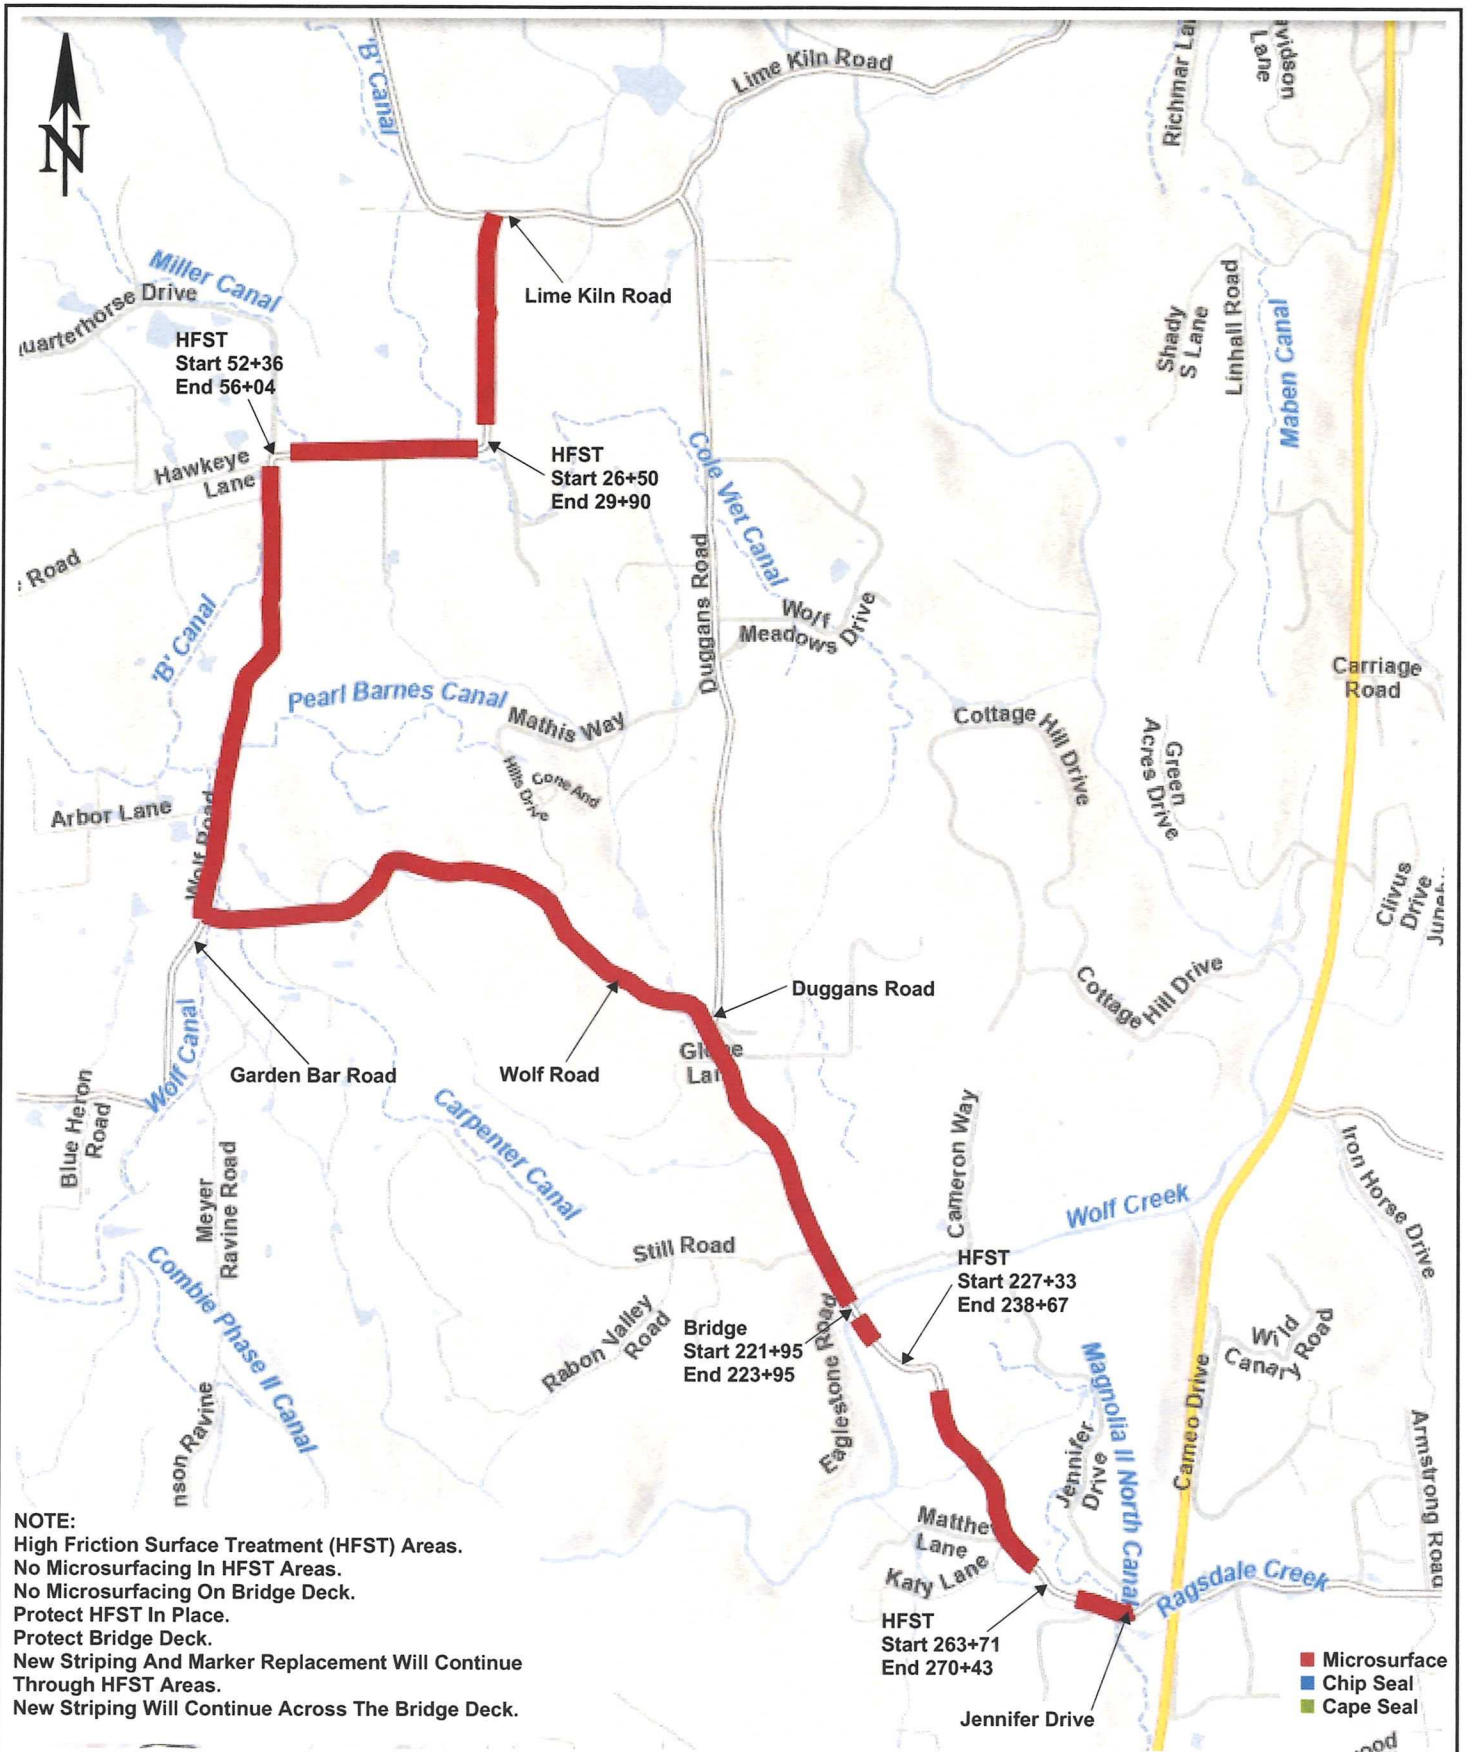 'B' Canal
Lime Kiln Road
Richmar
Lane
N
Miller Canal
Drive
Lime Kiln Road
HFST
Start 52+36
End 56+04
Shady
S Lane
Linhall Road
Maben Canal
Hawkeye
Lane
HFST
Start 26+50
End 29+90
Cole Viet Canal
Road
Duggans Road
Wolf
Meadows Drive
'B' Canal
Carriage
Road
Pearl Barnes Canal
Mathis Way
Cottage Hill Drive
Green
Acres Drive
Cone And
Hills Drive
Arbor Lane
Wolf Road
Clivus
Drive
Cottage Hill Drive
Duggans Road
Wolf Canal
Garden Bar Road
Wolf Road
Blue Heron
Road
Carpenter Canal
Cameron Way
Iron Horse Drive
Meyer
Ravine Road
Wolf Creek
Still Road
HFST
Start 227+33
End 238+67
Combie Phase II Canal
Rabon Valley
Road
Bridge
Start 221+95
End 223+95
Eaglestone Road
Wild
Canary Road
Magnolia II North Canal
Cameo Drive
Jennifer
Drive
Armstrong Road
Ravine
Lane
Katy Lane
Ragsdale Creek
HFST
Start 263+71
End 270+43
Jennifer Drive
NOTE:
High Friction Surface Treatment (HFST) Areas.
No Microsurfacing In HFST Areas.
No Microsurfacing On Bridge Deck.
Protect HFST In Place.
Protect Bridge Deck.
New Striping And Marker Replacement Will Continue
Through HFST Areas.
New Striping Will Continue Across The Bridge Deck.
Microsurface
Chip Seal
Cape Seal